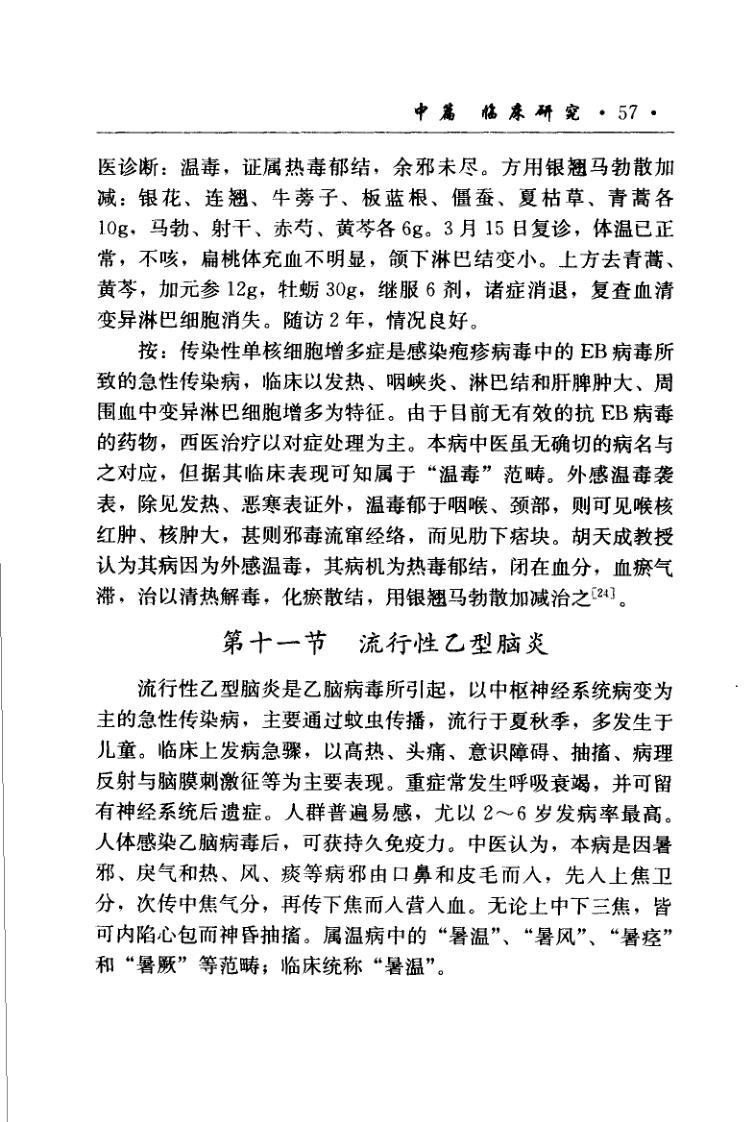 中篇 临床研究 · 57 ·
医诊断：温毒，证属热毒郁结，余邪未尽。方用银翘马勃散加
减：银花、连翘、牛蒡子、板蓝根、僵蚕、夏枯草、青蒿各
10g，马勃、射干、赤芍、黄芩各 6g。3 月 15 日复诊，体温已正
常，不咳，扁桃体充血不明显，颌下淋巴结变小。上方去青蒿、
黄芩，加元参 12g，牡蛎 30g，继服 6 剂，诸症消退，复查血清
变异淋巴细胞消失。随访 2 年，情况良好。
按：传染性单核细胞增多症是感染疱疹病毒中的 EB 病毒所
致的急性传染病，临床以发热、咽峡炎、淋巴结和肝脾肿大、周
围血中变异淋巴细胞增多为特征。由于目前无有效的抗 EB 病毒
的药物，西医治疗以对症处理为主。本病中医虽无确切的病名与
之对应，但据其临床表现可知属于“温毒”范畴。外感温毒袭
表，除见发热、恶寒表证外，温毒郁于咽喉、颈部，则可见喉核
红肿、核肿大，甚则邪毒流窜经络，而见肋下痞块。胡天成教授
认为其病因为外感温毒，其病机为热毒郁结，闭在血分，血瘀气
滞，治以清热解毒，化瘀散结，用银翘马勃散加减治之〔24〕。
第十一节 流行性乙型脑炎
流行性乙型脑炎是乙脑病毒所引起，以中枢神经系统病变为
主的急性传染病，主要通过蚊虫传播，流行于夏秋季，多发生于
儿童。临床上发病急骤，以高热、头痛、意识障碍、抽搐、病理
反射与脑膜刺激征等为主要表现。重症常发生呼吸衰竭，并可留
有神经系统后遗症。人群普遍易感，尤以 2～6 岁发病率最高。
人体感染乙脑病毒后，可获持久免疫力。中医认为，本病是因暑
邪、戾气和热、风、痰等病邪由口鼻和皮毛而入，先入上焦卫
分，次传中焦气分，再传下焦而入营入血。无论上中下三焦，皆
可内陷心包而神昏抽搐。属温病中的“暑温”、“暑风”、“暑痉”
和“暑厥”等范畴；临床统称“暑温”。